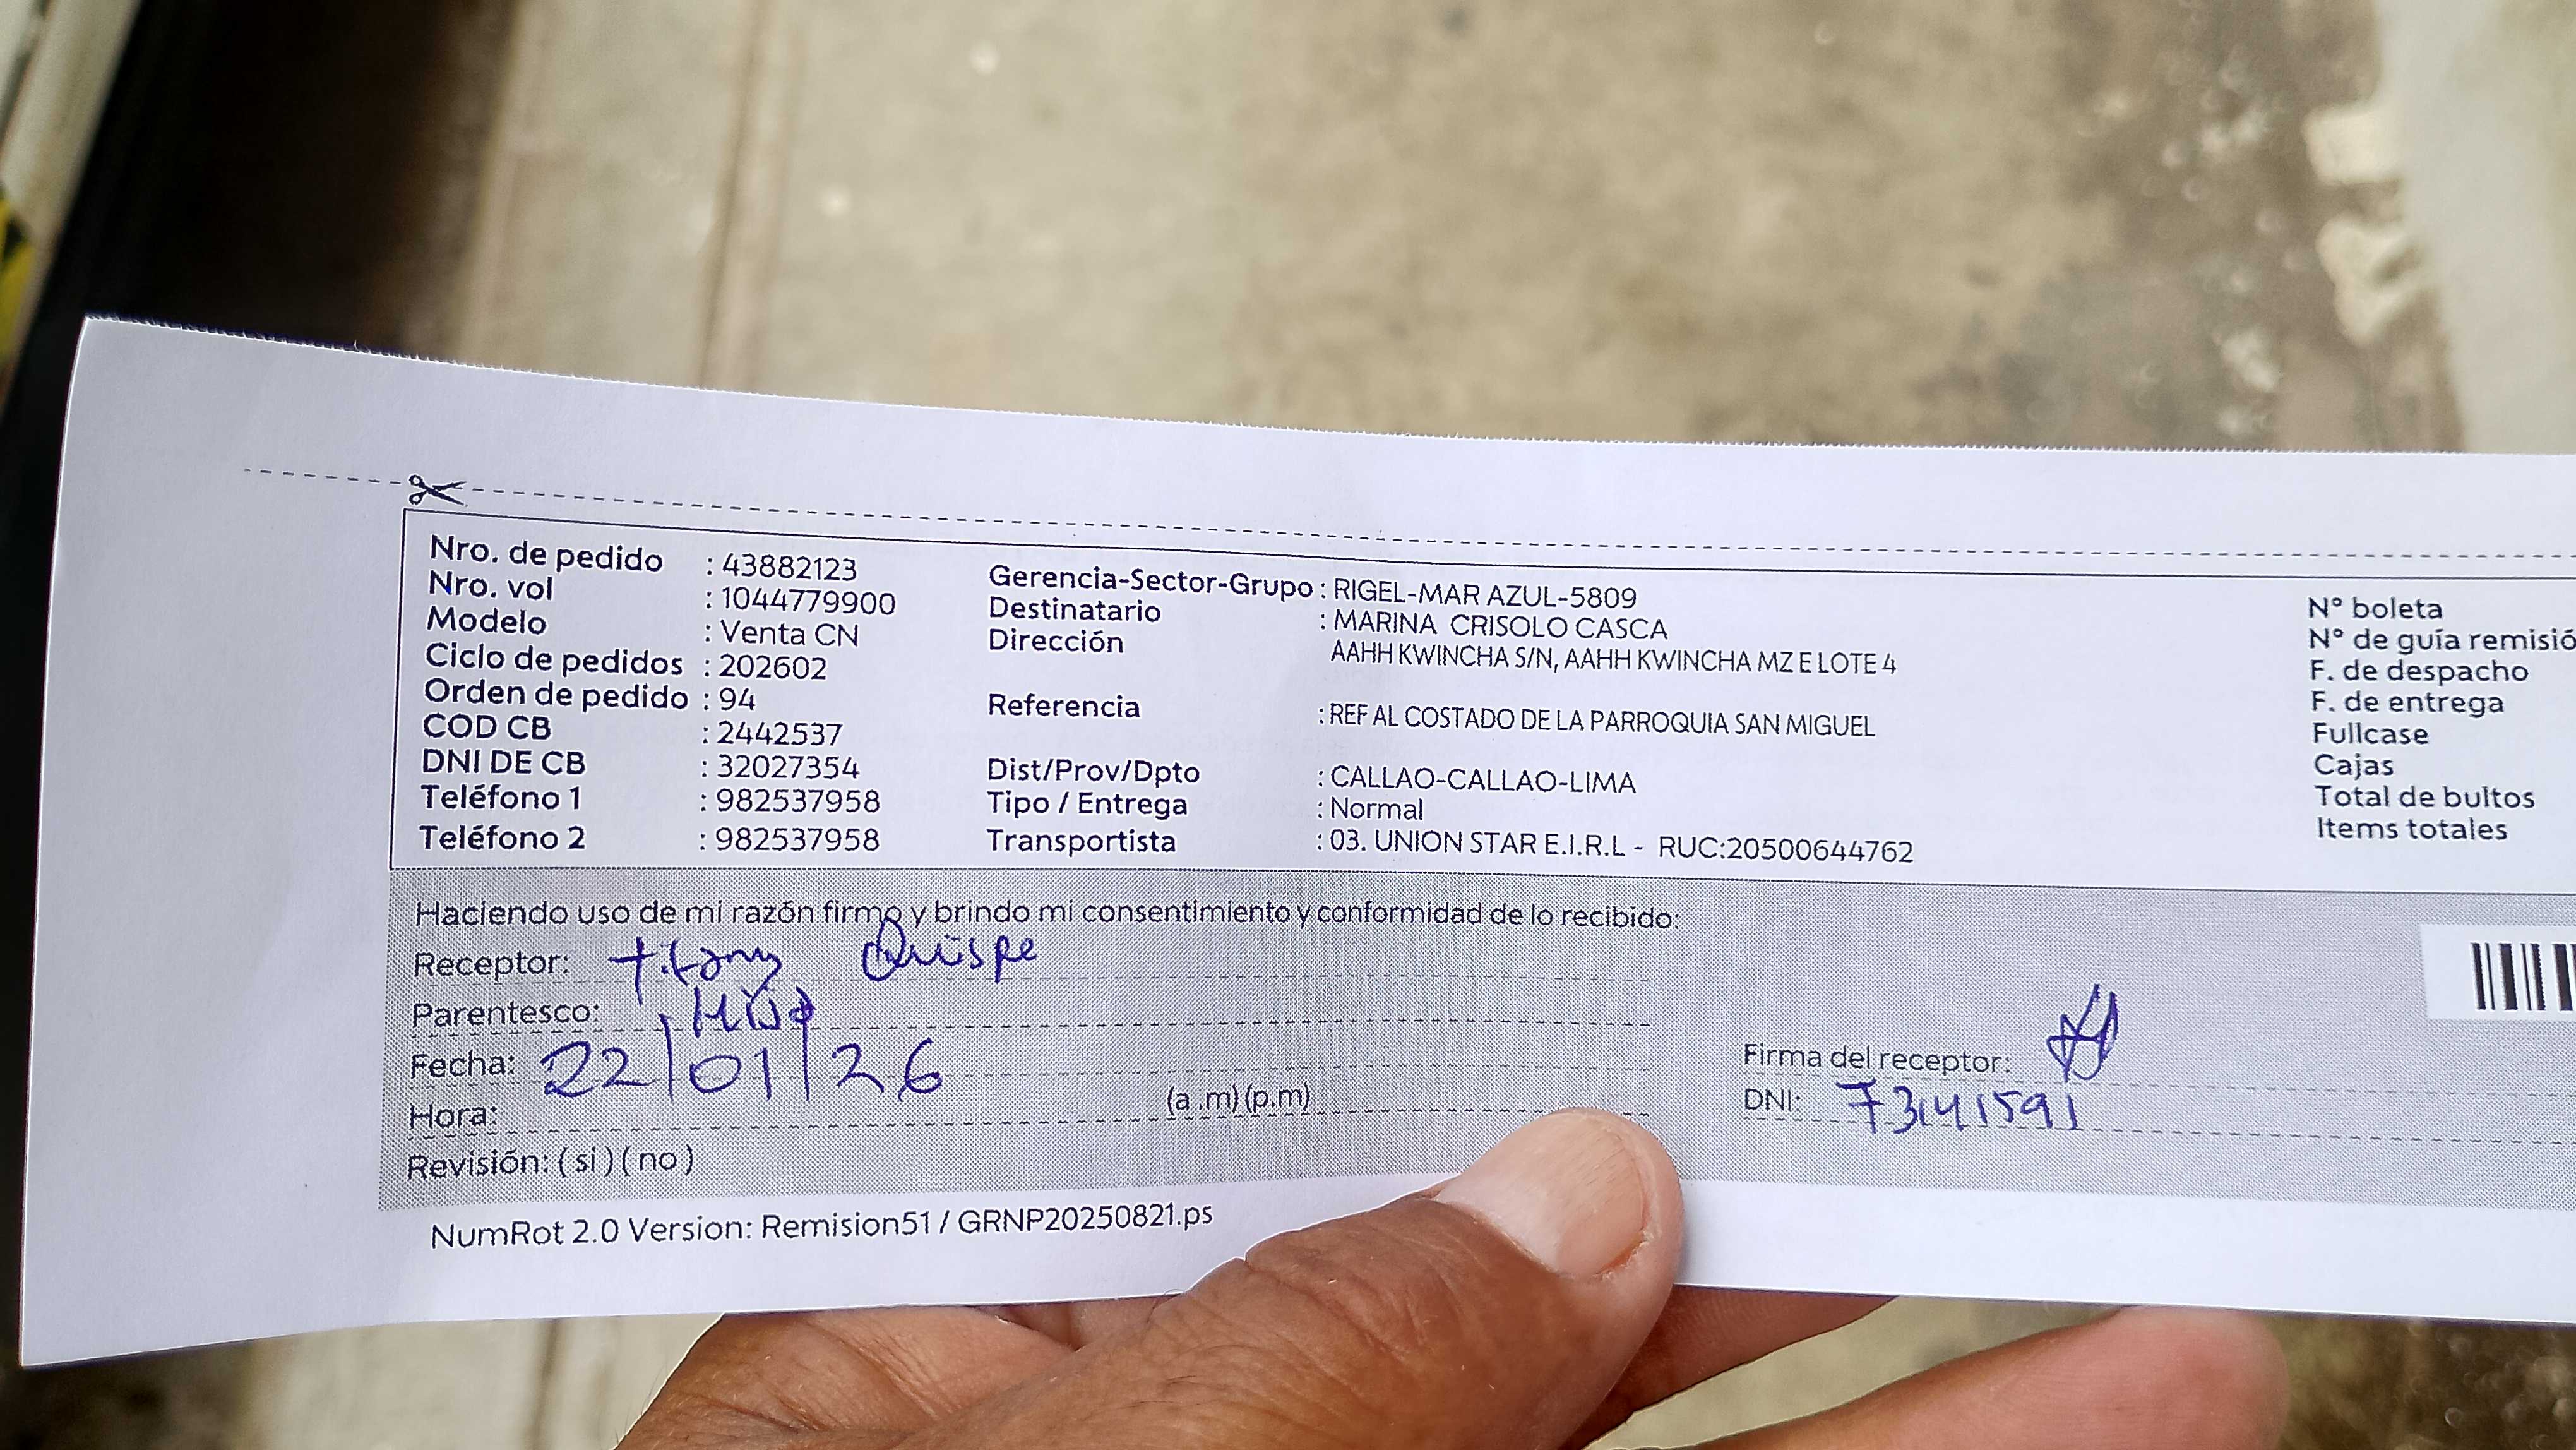 Nro. de pedido : 43882123
Nro. vol : 1044779900
Modelo : Venta CN
Ciclo de pedidos : 202602
Orden de pedido : 94
COD CB : 2442537
DNI DE CB : 32027354
Teléfono 1 : 982537958
Teléfono 2 : 982537958
Gerencia-Sector-Grupo : RIGEL-MAR AZUL-5809
Destinatario : MARINA CRISOLO CASCA
Dirección AAHH KWINCHA S/N, AAHH KWINCHA MZ E LOTE 4
Referencia : REF AL COSTADO DE LA PARROQUIA SAN MIGUEL
Dist/Prov/Dpto : CALLAO-CALLAO-LIMA
Tipo / Entrega : Normal
Transportista : 03. UNION STAR E.I.R.L - RUC:20500644762
N° boleta
N° de guía remisió
F. de despacho
F. de entrega
Fullcase
Cajas
Total de bultos
Items totales
Haciendo uso de mi razón firmo y brindo mi consentimiento y conformidad de lo recibido:
Receptor: Quispe
Parentesco: Hija
Fecha: 22/01/26
Hora: (a.m)(p.m)
Revisión: (si)(no)
Firma del receptor:
DNI: 73141591
NumRot 2.0 Version: Remision51 / GRNP20250821.ps